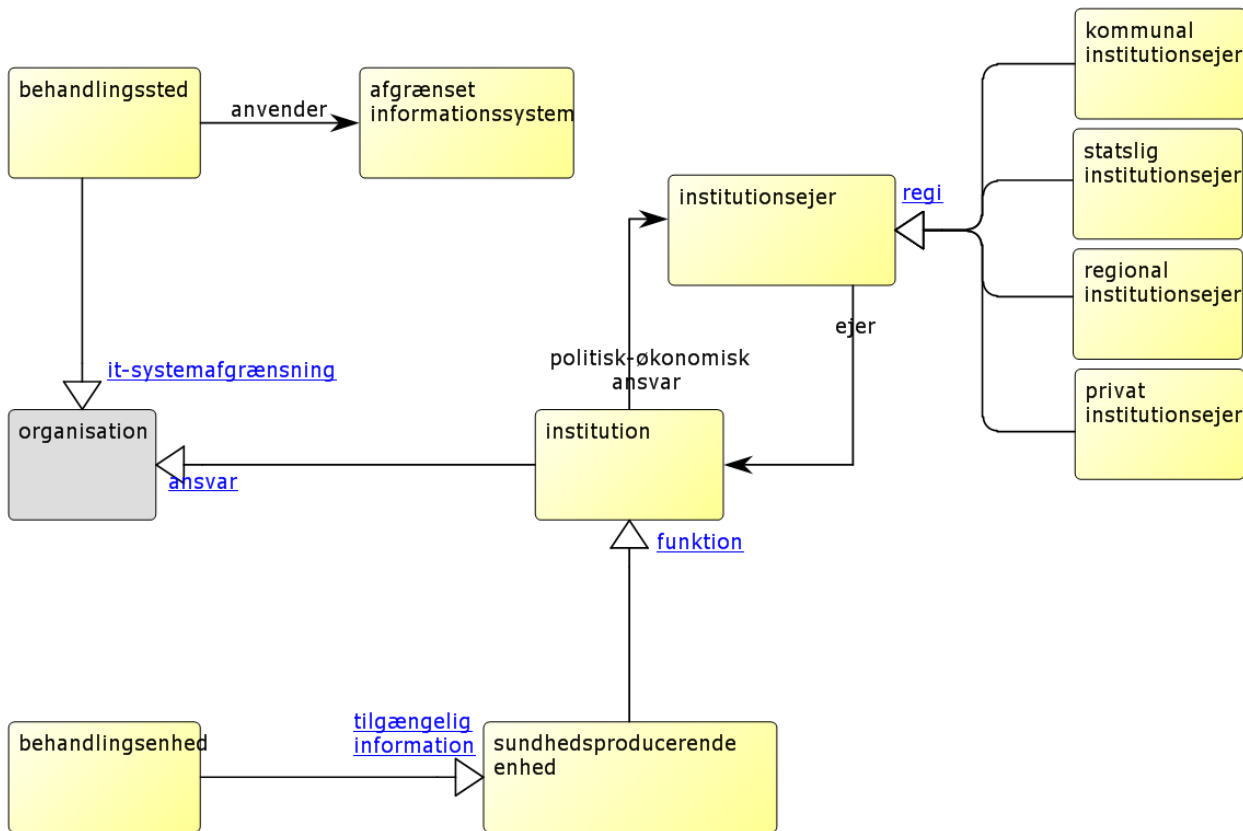 kommunal
institutionsejer
behandlingssted
anvender
afgrænset
informationssystem
statslig
institutionsejer
institutionsejer
regi
regional
institutionsejer
ejer
politisk-økonomisk
ansvar
it-systemafgrænsning
privat
institutionsejer
organisation
institution
ansvar
funktion
tilgængelig
information
behandlingsenhed
sundhedsproducerende
enhed